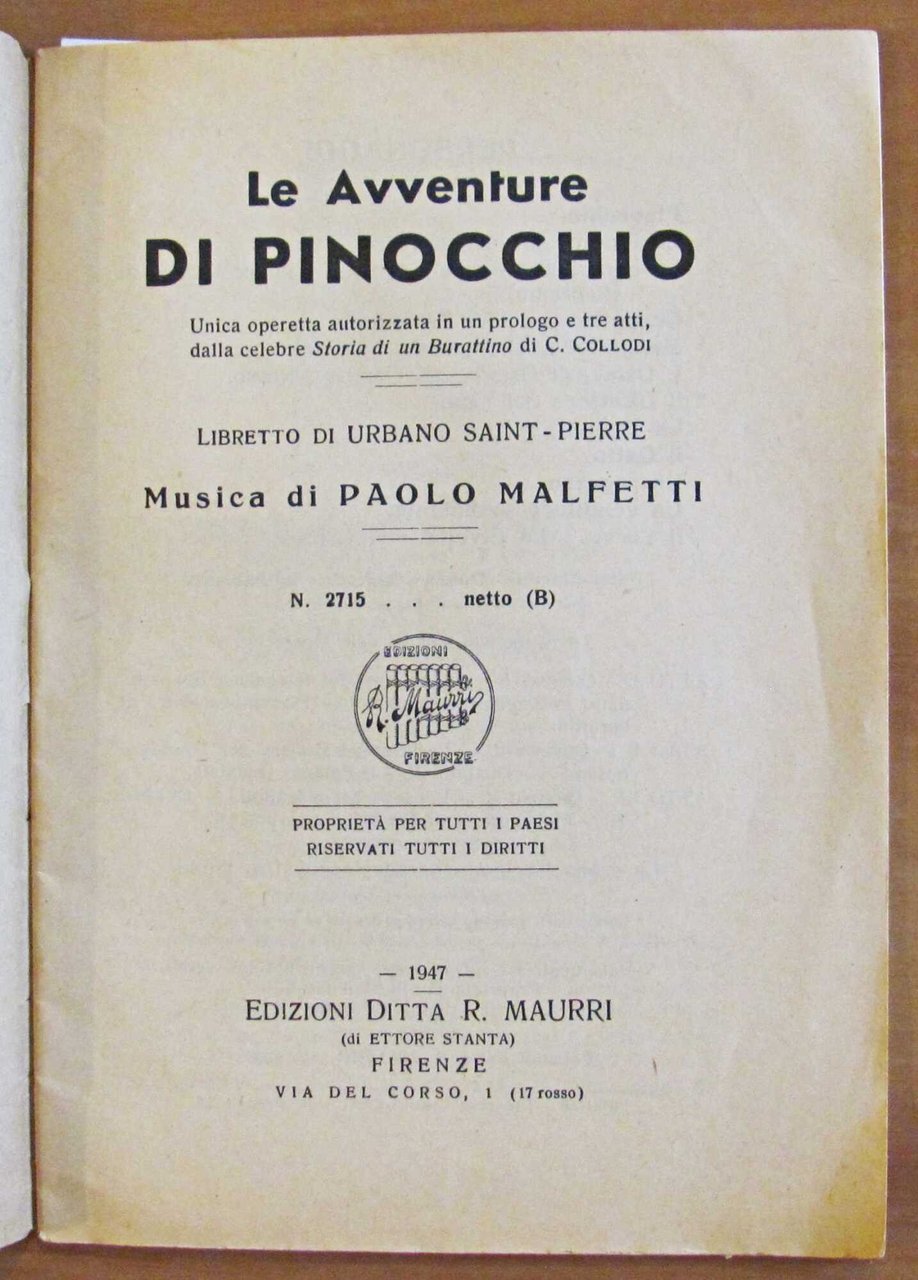 Le Avventure
DI PINOCCHIO
Unica operetta autorizzata in un prologo e tre atti,
dalla celebre Storia di un Burattino di C. COLLODI
LIBRETTO DI URBANO SAINT-PIERRE
Musica di PAOLO MALFETTI
N. 2715 . . . netto (B)
EDIZIONI
R. Maurri
FIRENZE
PROPRIETÀ PER TUTTI I PAESI
RISERVATI TUTTI I DIRITTI
— 1947 —
EDIZIONI DITTA R. MAURRI
(di ETTORE STANTA)
FIRENZE
VIA DEL CORSO, 1 (17 rosso)